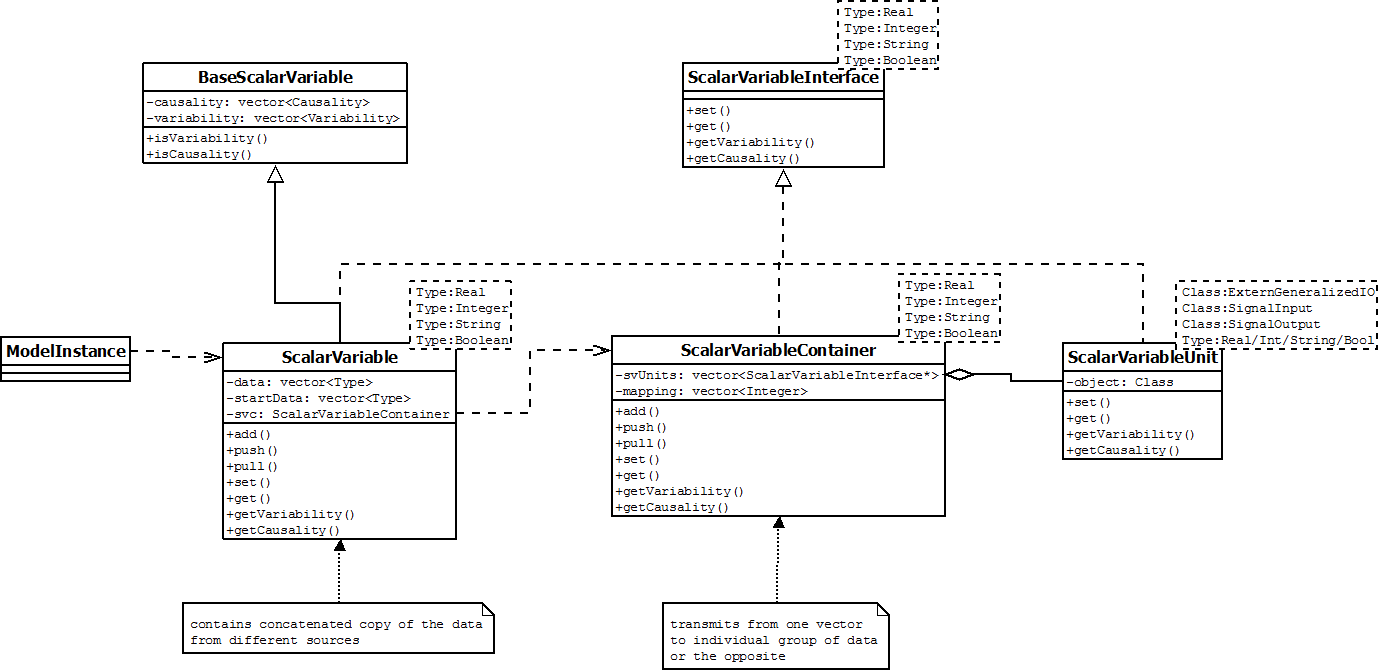 Type:Real
Type:Integer
Type:String
Type:Boolean
BaseScalarVariable
-causality: vector<Causality>
-variability: vector<Variability>
+isVariability()
+isCausality()
ScalarVariableInterface
+set()
+get()
+getVariability()
+getCausality()
ModelInstance
Type:Real
Type:Integer
Type:String
Type:Boolean
ScalarVariable
-data: vector<Type>
-startData: vector<Type>
-svc: ScalarVariableContainer
+add()
+push()
+pull()
+set()
+get()
+getVariability()
+getCausality()
Type:Real
Type:Integer
Type:String
Type:Boolean
ScalarVariableContainer
-svUnits: vector<ScalarVariableInterface*>
-mapping: vector<Integer>
+add()
+push()
+pull()
+set()
+get()
+getVariability()
+getCausality()
Class:ExternGeneralizedIO
Class:SignalInput
Class:SignalOutput
Type:Real/Int/String/Bool
ScalarVariableUnit
-object: Class
+set()
+get()
+getVariability()
+getCausality()
contains concatenated copy of the data
from different sources
transmits from one vector
to individual group of data
or the opposite